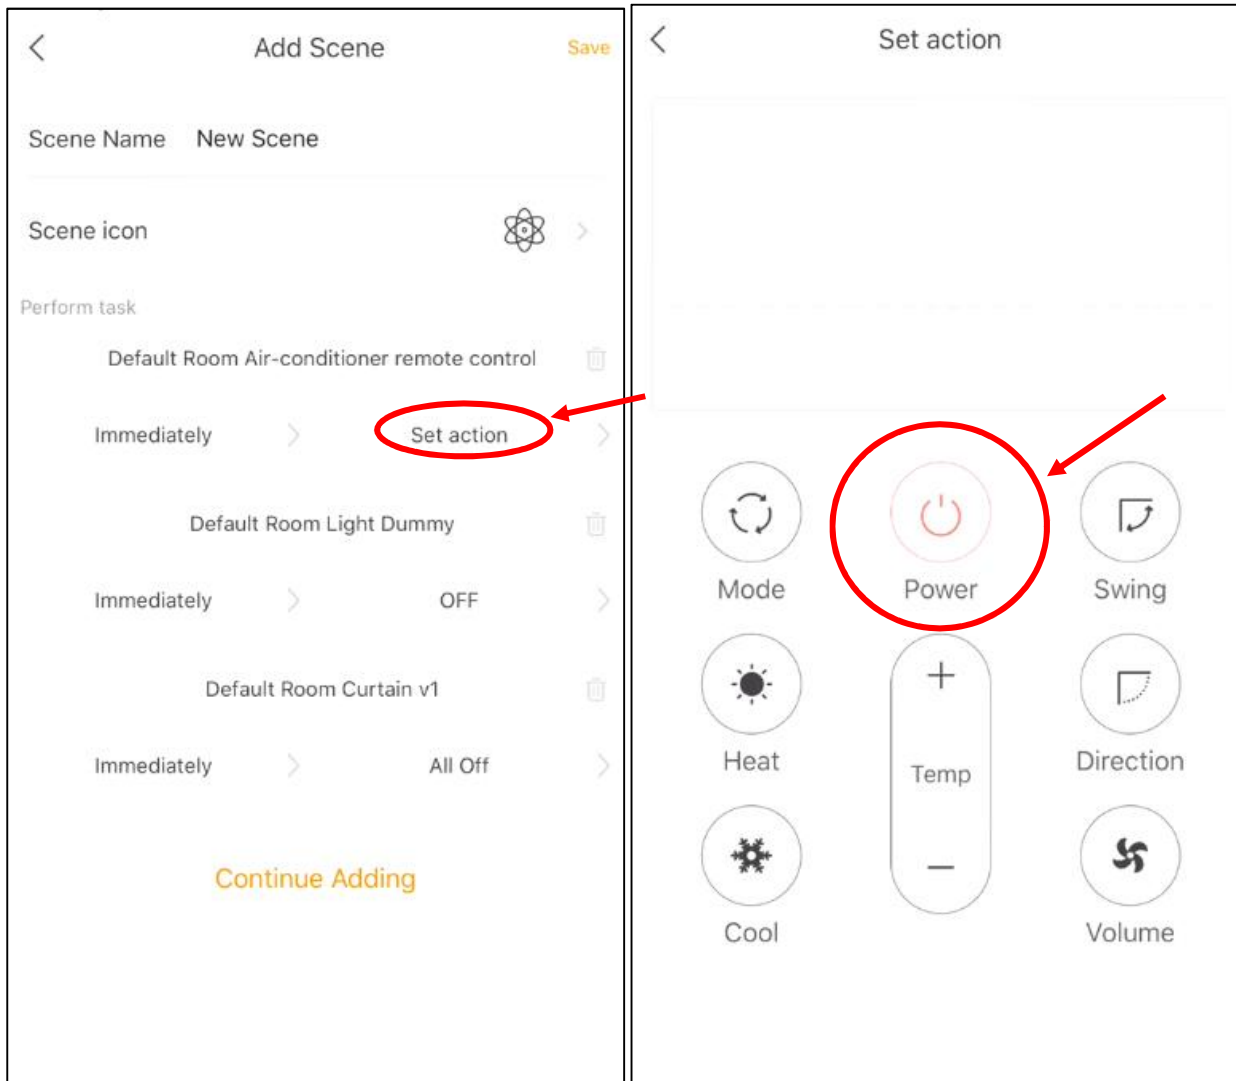 Add Scene
Save
Scene Name New Scene
Scene icon
Perform task
Default Room Air-conditioner remote control
Immediately Set action
Default Room Light Dummy
Immediately OFF
Default Room Curtain v1
Immediately All Off
Continue Adding
Set action
Mode Power Swing
+
Heat Temp Direction
−
Cool Volume